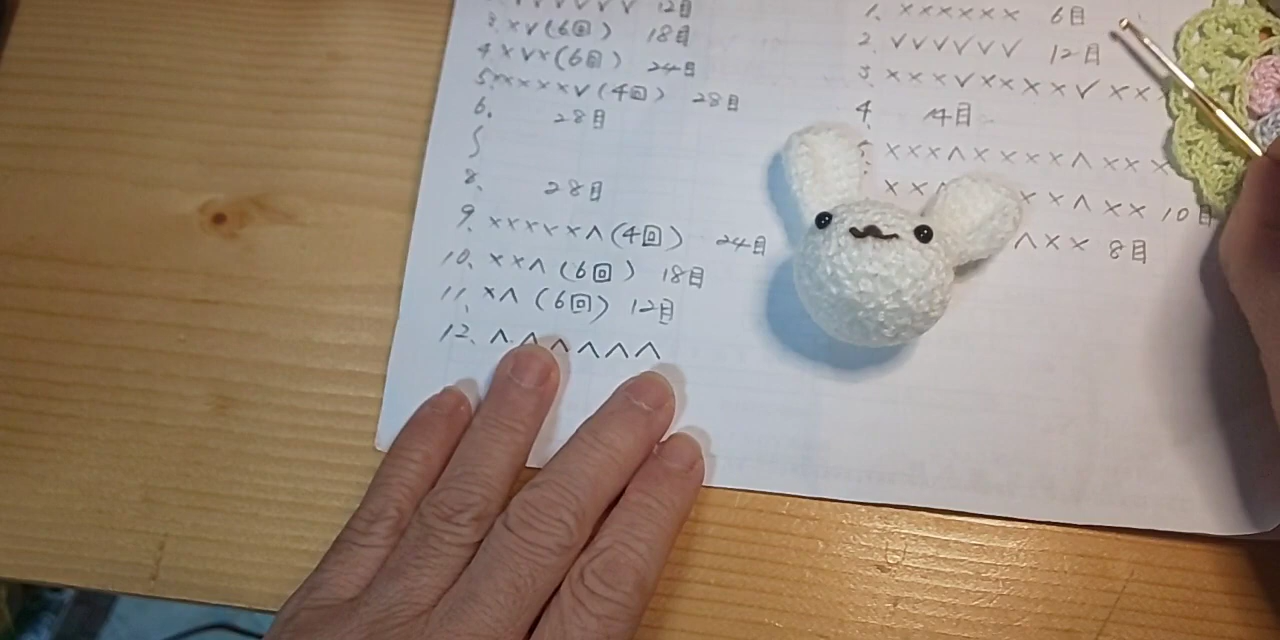 ∨∨∨∨∨ 12目
3. ×∨(6回) 18目
4 ×∨×(6回) 24目
5. ××××∨(4回) 28目
6. 28目
8. 28目
9. ×××××∧(4回) 24目
10、××∧(6回) 18目
11、×∧(6回) 12目
12、∧∧∧∧∧∧
1、×××××× 6目
2. ∨∨∨∨∨∨ 12目
3、×××∨××××∨××
4、14目
×××∧××××∧×××
××∧ ××∧×× 10目
∧×× 8目